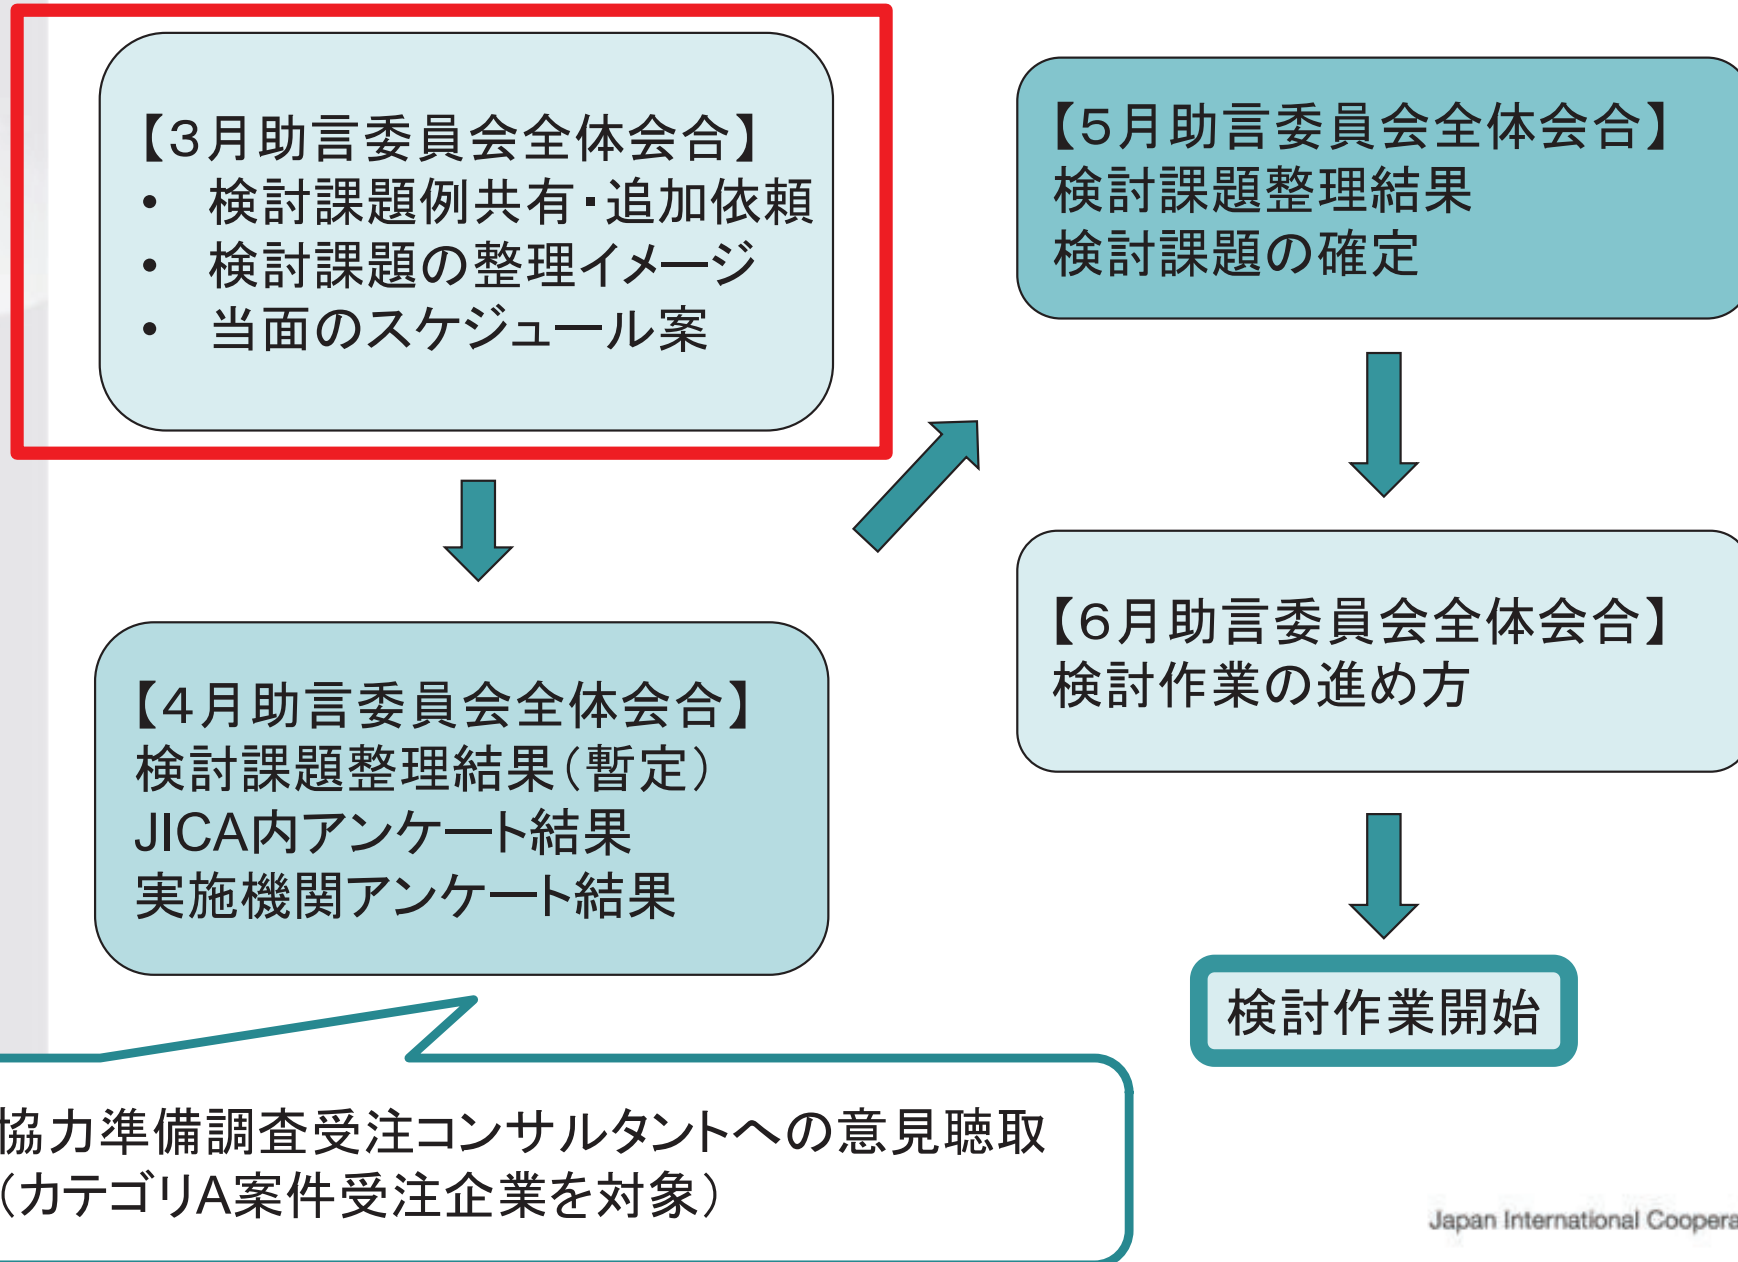 【3月助言委員会全体会合】
• 検討課題例共有・追加依頼
• 検討課題の整理イメージ
• 当面のスケジュール案
【4月助言委員会全体会合】
検討課題整理結果(暫定)
JICA内アンケート結果
実施機関アンケート結果
協力準備調査受注コンサルタントへの意見聴取
(カテゴリA案件受注企業を対象)
【5月助言委員会全体会合】
検討課題整理結果
検討課題の確定
【6月助言委員会全体会合】
検討作業の進め方
検討作業開始
Japan International Coopera